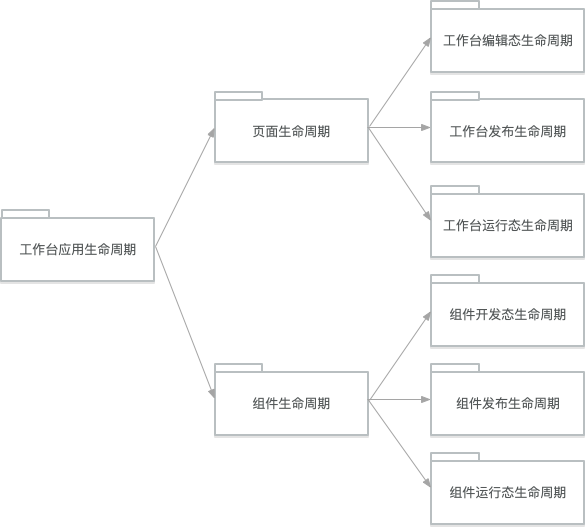 工作台编辑态生命周期
页面生命周期
工作台发布生命周期
工作台运行态生命周期
工作台应用生命周期
组件开发态生命周期
组件生命周期
组件发布生命周期
组件运行态生命周期